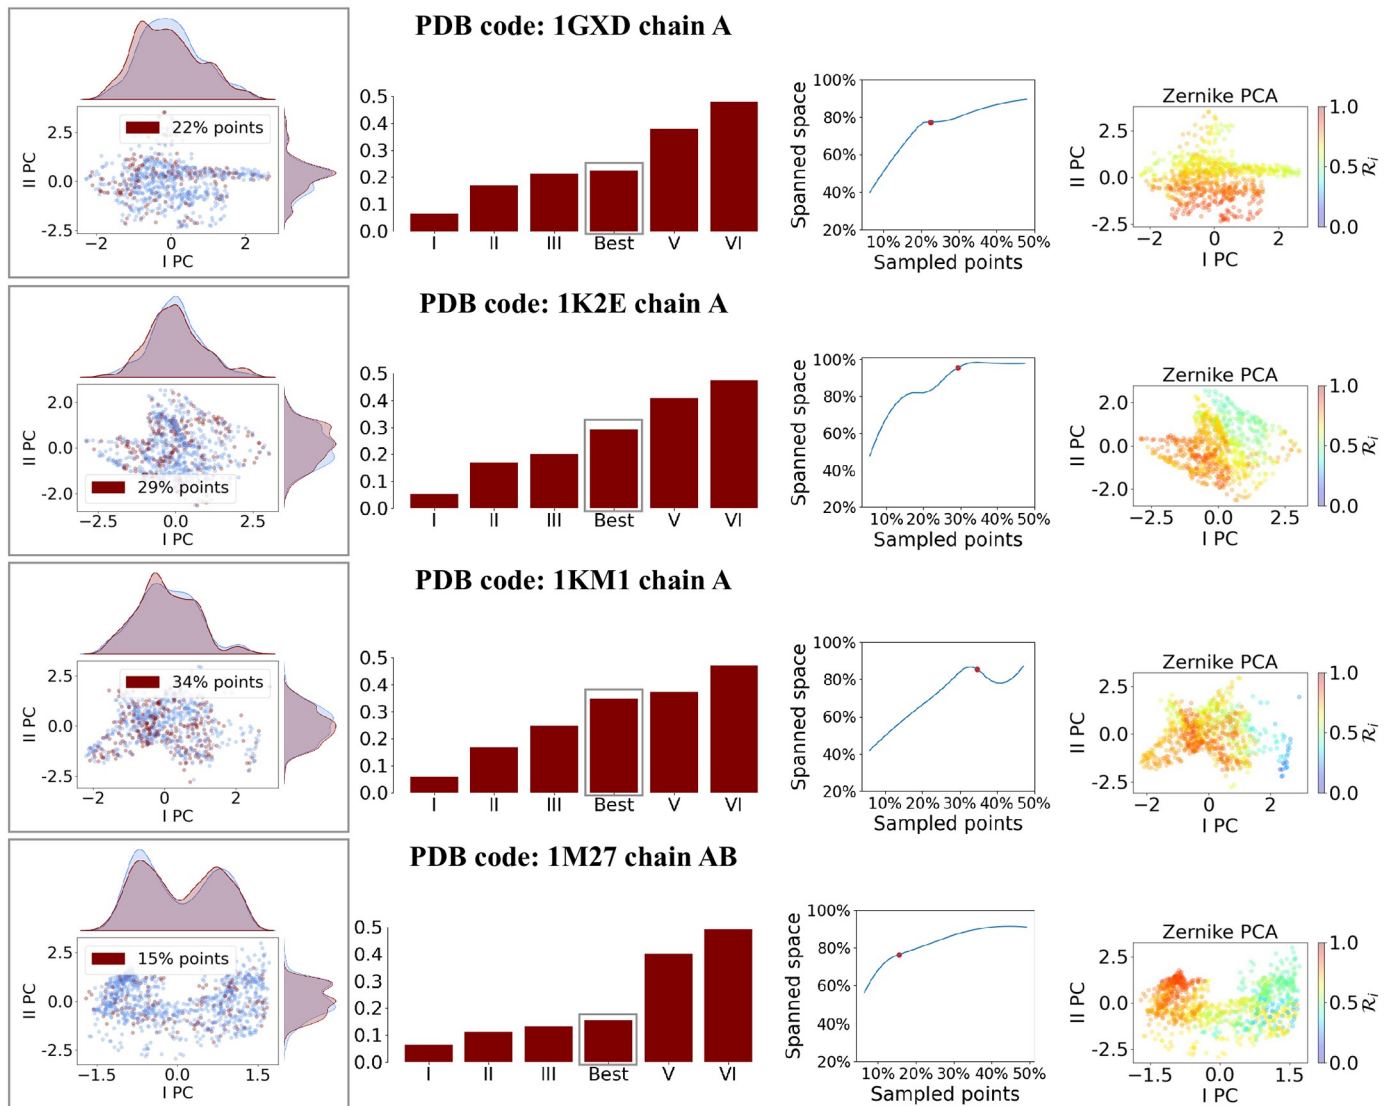 PDB code: 1GXD chain A
22% points
2.5
0.0
-2.5
II PC
−2
0
2
I PC
0.5
0.4
0.3
0.2
0.1
0.0
I
II
III
Best
V
VI
100%
80%
60%
40%
20%
Spanned space
10% 20% 30% 40% 50%
Sampled points
Zernike PCA
2.5
0.0
-2.5
II PC
−2
0
2
I PC
1.0
0.5
0.0
ℛi
PDB code: 1K2E chain A
29% points
2.0
0.0
-2.0
II PC
−2.5
0.0
2.5
I PC
0.5
0.4
0.3
0.2
0.1
0.0
I
II
III
Best
V
VI
100%
80%
60%
40%
20%
Spanned space
10% 20% 30% 40% 50%
Sampled points
Zernike PCA
2.0
0.0
-2.0
II PC
−2.5
0.0
2.5
I PC
1.0
0.5
0.0
ℛi
PDB code: 1KM1 chain A
34% points
2.5
0.0
-2.5
II PC
−2
0
2
I PC
0.5
0.4
0.3
0.2
0.1
0.0
I
II
III
Best
V
VI
100%
80%
60%
40%
20%
Spanned space
10% 20% 30% 40% 50%
Sampled points
Zernike PCA
2.5
0.0
-2.5
II PC
−2
0
2
I PC
1.0
0.5
0.0
ℛi
PDB code: 1M27 chain AB
15% points
2.5
0.0
-2.5
II PC
−1.5
0.0
1.5
I PC
0.5
0.4
0.3
0.2
0.1
0.0
I
II
III
Best
V
VI
100%
80%
60%
40%
20%
Spanned space
10% 20% 30% 40% 50%
Sampled points
Zernike PCA
2.5
0.0
-2.5
II PC
−1.5
0.0
1.5
I PC
1.0
0.5
0.0
ℛi